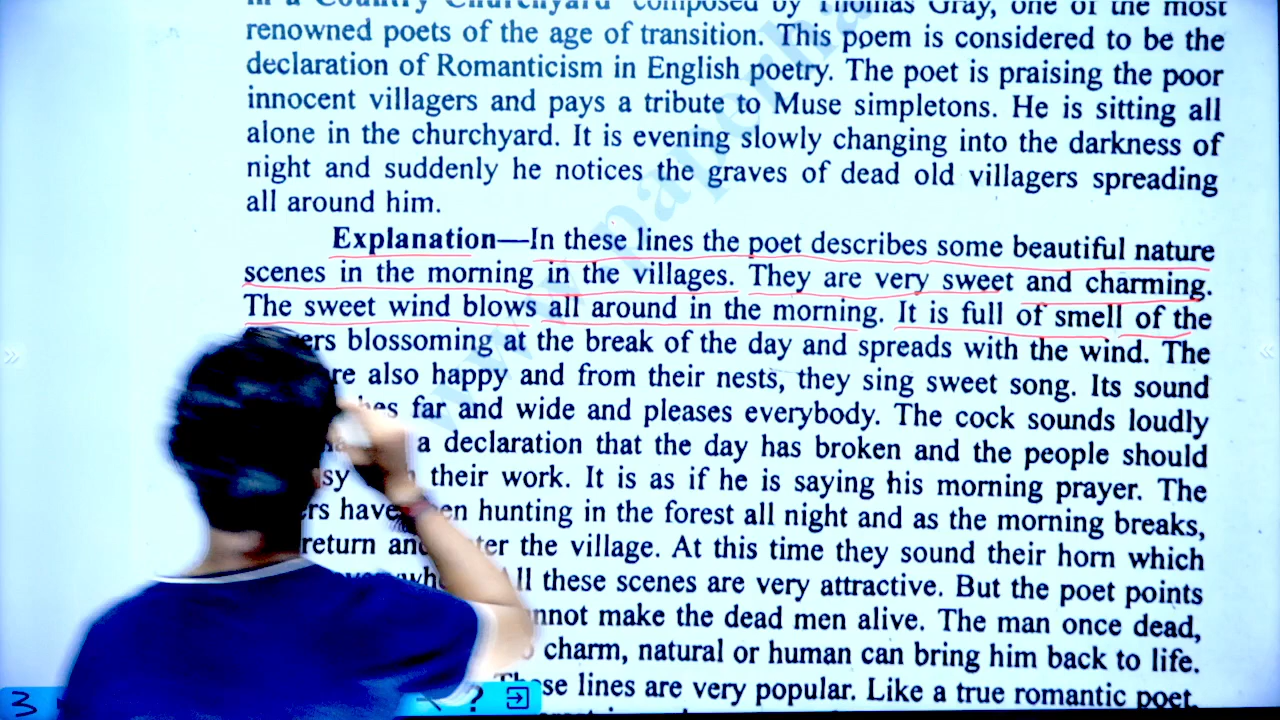 in a Country Churchyard' composed by Thomas Gray, one of the most
renowned poets of the age of transition. This poem is considered to be the
declaration of Romanticism in English poetry. The poet is praising the poor
innocent villagers and pays a tribute to Muse simpletons. He is sitting all
alone in the churchyard. It is evening slowly changing into the darkness of
night and suddenly he notices the graves of dead old villagers spreading
all around him.
Explanation—In these lines the poet describes some beautiful nature
scenes in the morning in the villages. They are very sweet and charming.
The sweet wind blows all around in the morning. It is full of smell of the
blossoming at the break of the day and spreads with the wind. The
also happy and from their nests, they sing sweet song. Its sound
far and wide and pleases everybody. The cock sounds loudly
a declaration that the day has broken and the people should
their work. It is as if he is saying his morning prayer. The
have hunting in the forest all night and as the morning breaks,
return the village. At this time they sound their horn which
these scenes are very attractive. But the poet points
make the dead men alive. The man once dead,
charm, natural or human can bring him back to life.
lines are very popular. Like a true romantic poet,
3
?